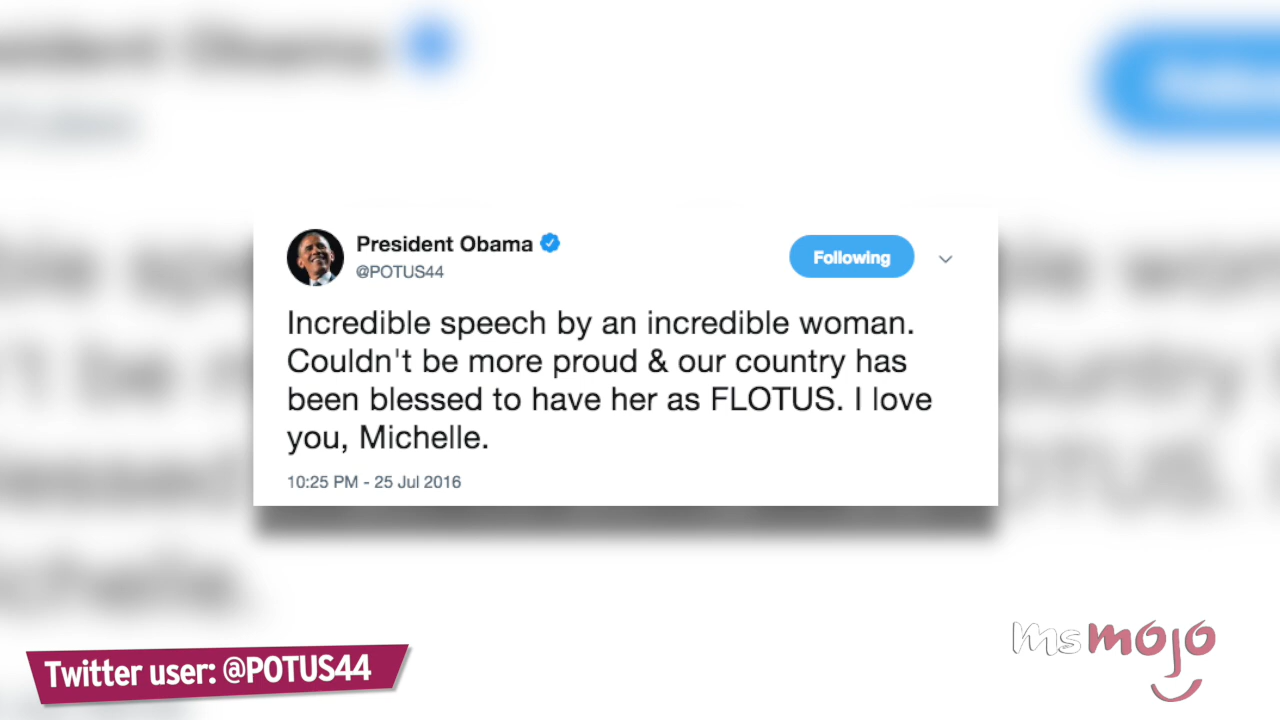 President Obama
@POTUS44
Following
Incredible speech by an incredible woman.
Couldn't be more proud & our country has
been blessed to have her as FLOTUS. I love
you, Michelle.
10:25 PM - 25 Jul 2016
Twitter user: @POTUS44
msmojo